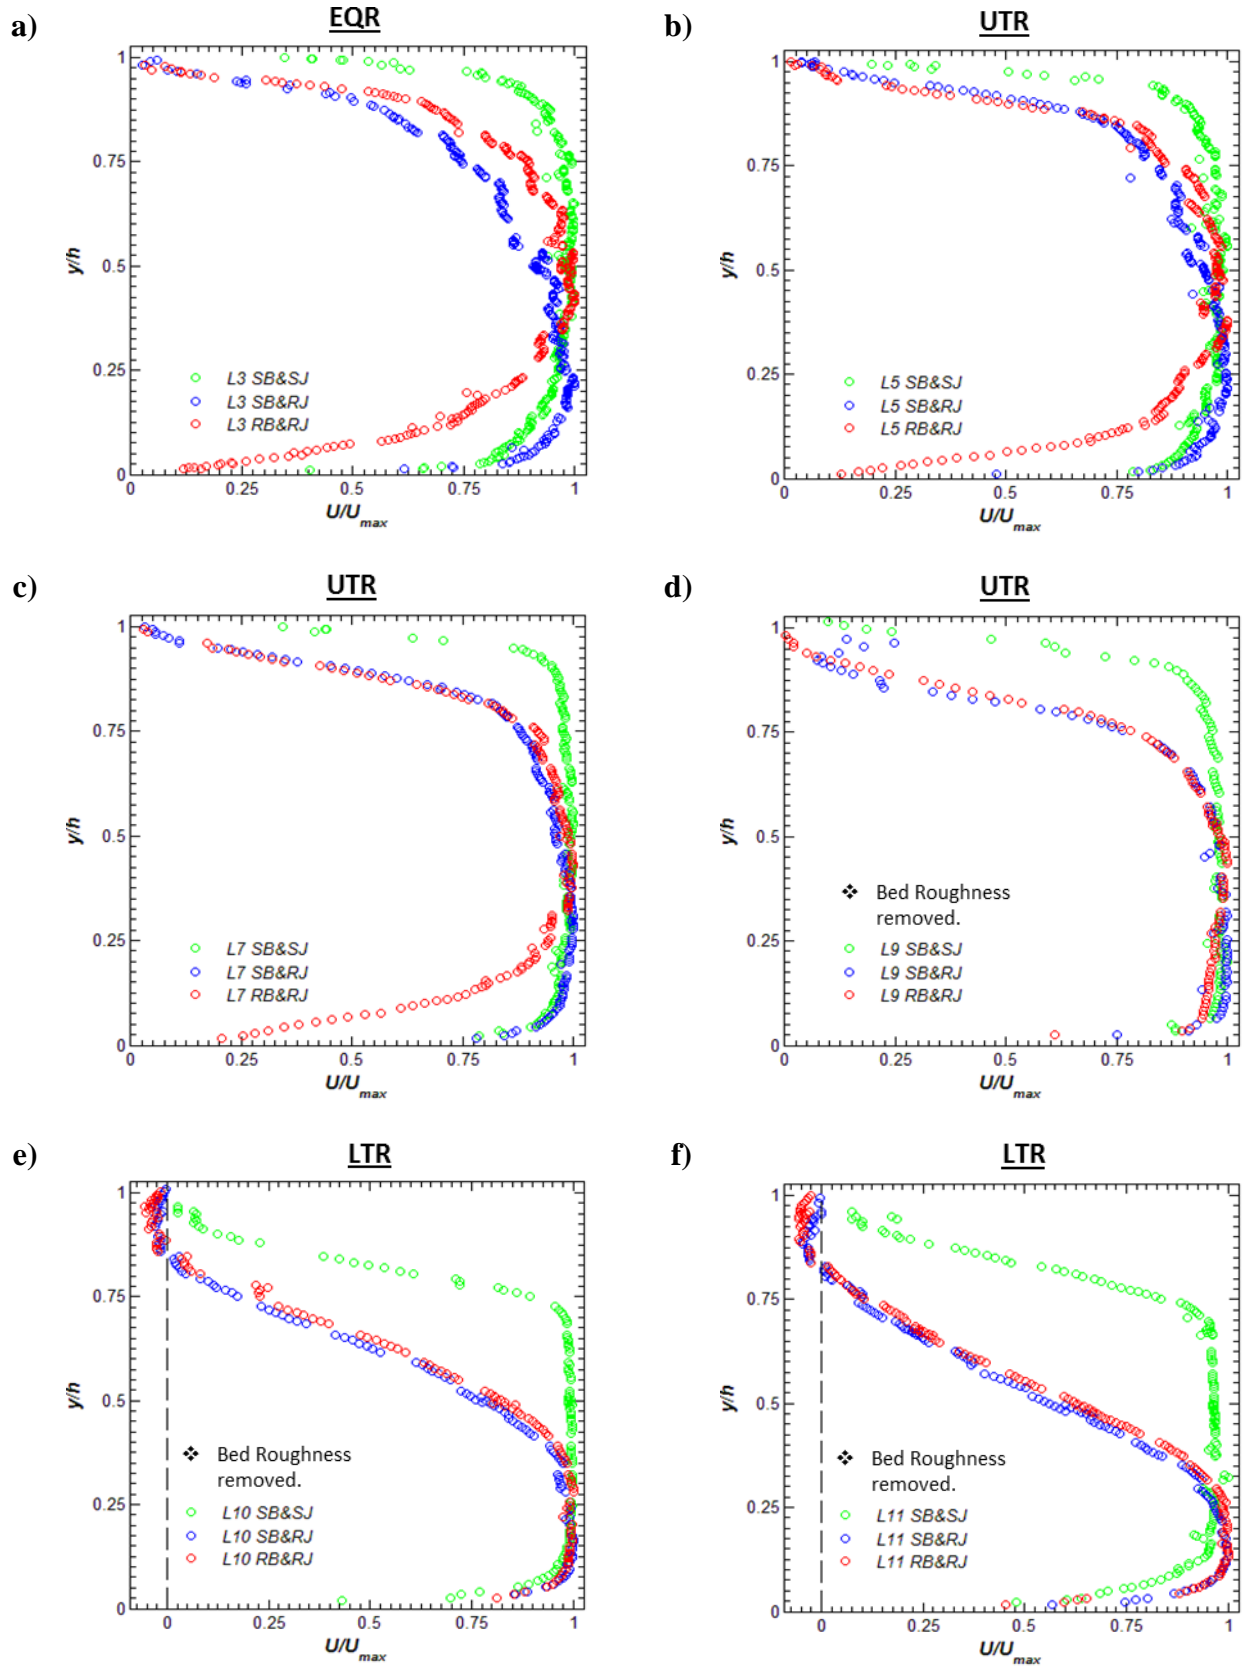 a)
EQR
1
0.75
0.5
0.25
0
y/h
L3 SB&SJ
L3 SB&RJ
L3 RB&RJ
0 0.25 0.5 0.75 1
U/Umax
b)
UTR
1
0.75
0.5
0.25
0
y/h
L5 SB&SJ
L5 SB&RJ
L5 RB&RJ
0 0.25 0.5 0.75 1
U/Umax
c)
UTR
1
0.75
0.5
0.25
0
y/h
L7 SB&SJ
L7 SB&RJ
L7 RB&RJ
0 0.25 0.5 0.75 1
U/Umax
d)
UTR
1
0.75
0.5
0.25
0
y/h
❖ Bed Roughness
removed.
L9 SB&SJ
L9 SB&RJ
L9 RB&RJ
0 0.25 0.5 0.75 1
U/Umax
e)
LTR
1
0.75
0.5
0.25
0
y/h
❖ Bed Roughness
removed.
L10 SB&SJ
L10 SB&RJ
L10 RB&RJ
0 0.25 0.5 0.75 1
U/Umax
f)
LTR
1
0.75
0.5
0.25
0
y/h
❖ Bed Roughness
removed.
L11 SB&SJ
L11 SB&RJ
L11 RB&RJ
0 0.25 0.5 0.75 1
U/Umax